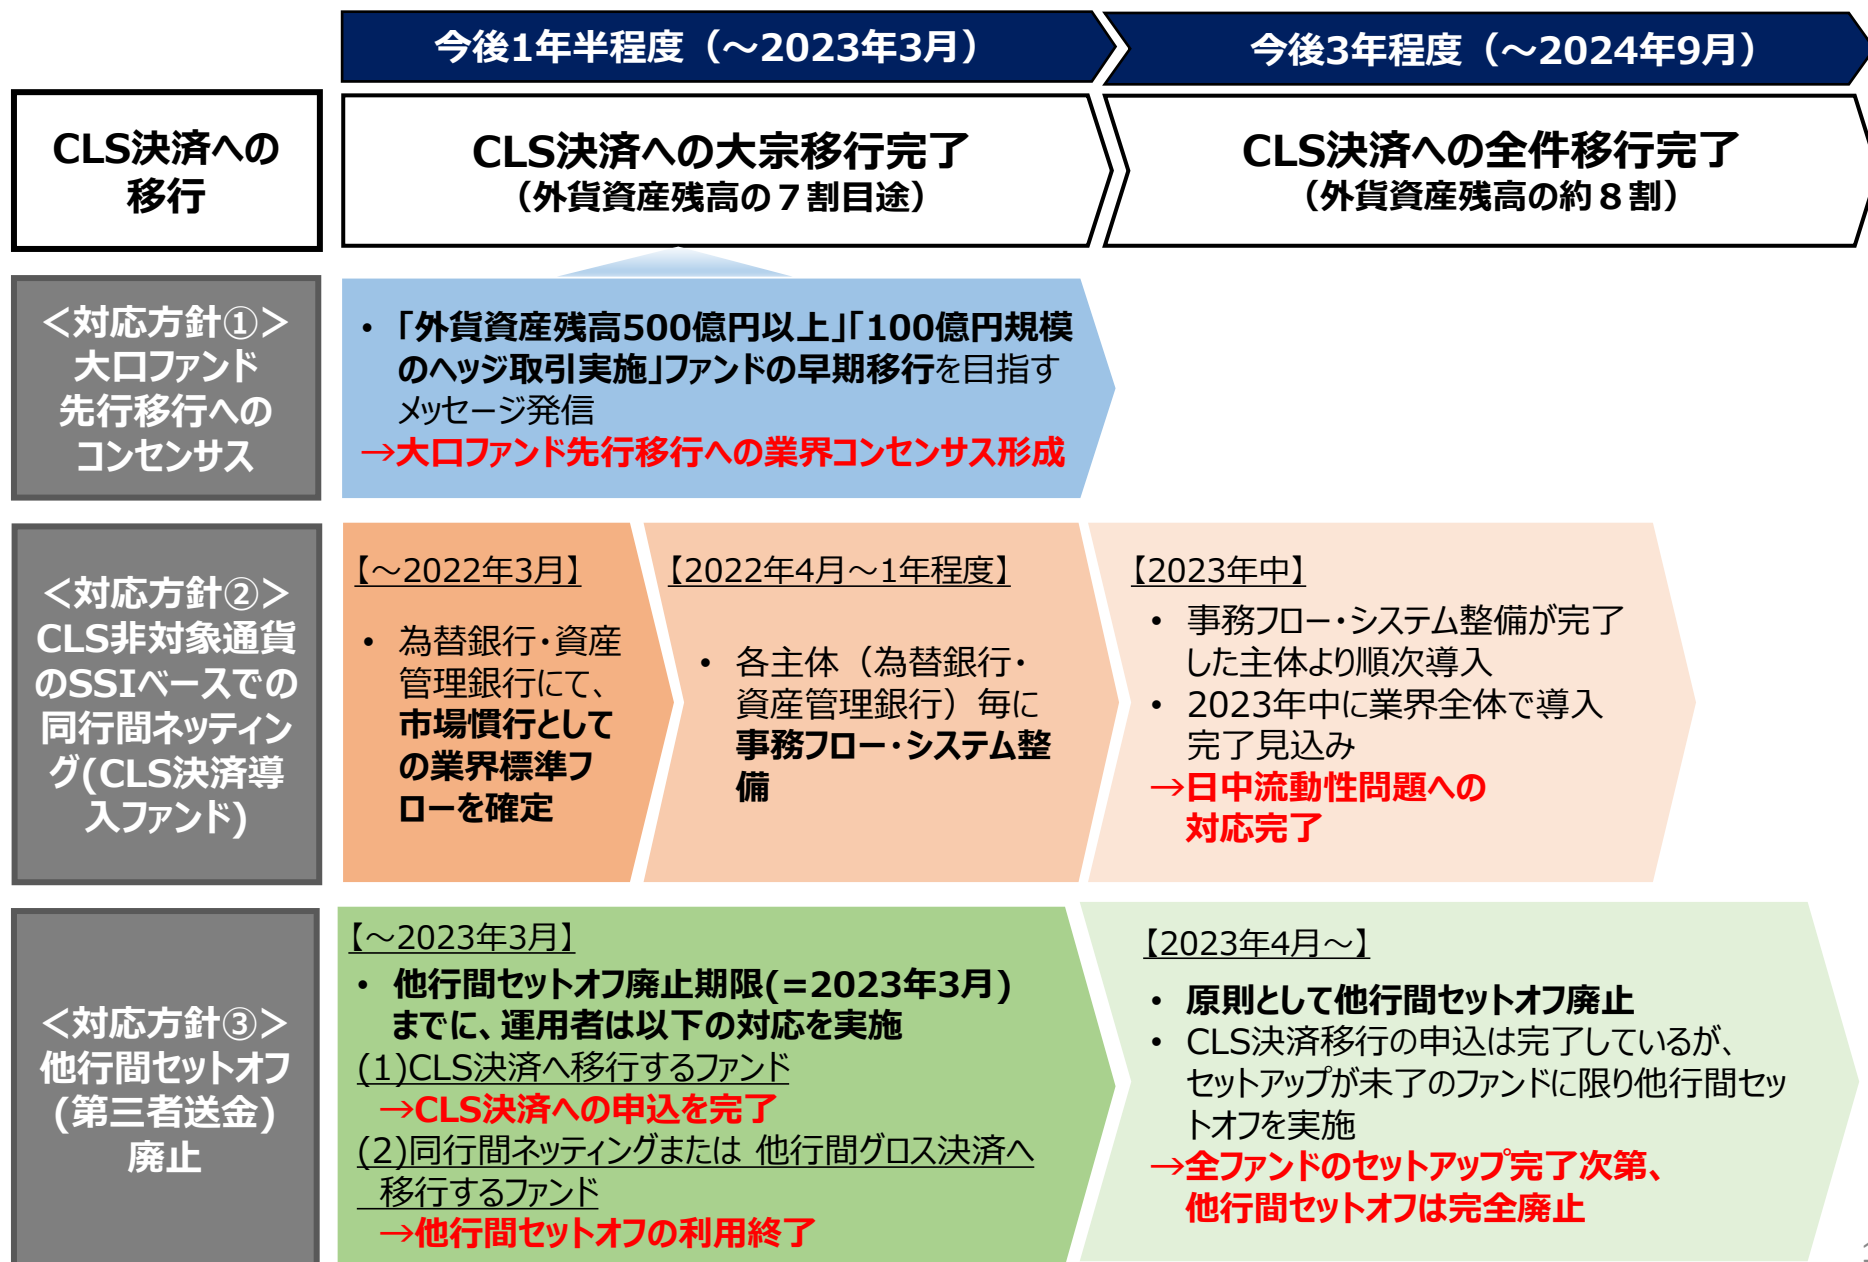 今後1年半程度（～2023年3月）
今後3年程度（～2024年9月）
CLS決済への
移行
CLS決済への大宗移行完了
（外貨資産残高の７割目途）
CLS決済への全件移行完了
（外貨資産残高の約８割）
＜対応方針①＞
大口ファンド
先行移行への
コンセンサス
• 「外貨資産残高500億円以上」「100億円規模
のヘッジ取引実施」ファンドの早期移行を目指す
メッセージ発信
→大口ファンド先行移行への業界コンセンサス形成
＜対応方針②＞
CLS非対象通貨
のSSIベースでの
同行間ネッティン
グ(CLS決済導
入ファンド)
【～2022年3月】
• 為替銀行・資産
管理銀行にて、
市場慣行として
の業界標準フ
ローを確定
【2022年4月～1年程度】
• 各主体（為替銀行・
資産管理銀行）毎に
事務フロー・システム整
備
【2023年中】
• 事務フロー・システム整備が完了
した主体より順次導入
• 2023年中に業界全体で導入
完了見込み
→日中流動性問題への
対応完了
＜対応方針③＞
他行間セットオフ
(第三者送金)
廃止
【～2023年3月】
• 他行間セットオフ廃止期限(=2023年3月)
までに、運用者は以下の対応を実施
(1)CLS決済へ移行するファンド
→CLS決済への申込を完了
(2)同行間ネッティングまたは 他行間グロス決済へ
移行するファンド
→他行間セットオフの利用終了
【2023年4月～】
• 原則として他行間セットオフ廃止
• CLS決済移行の申込は完了しているが、
セットアップが未了のファンドに限り他行間セッ
トオフを実施
→全ファンドのセットアップ完了次第、
他行間セットオフは完全廃止